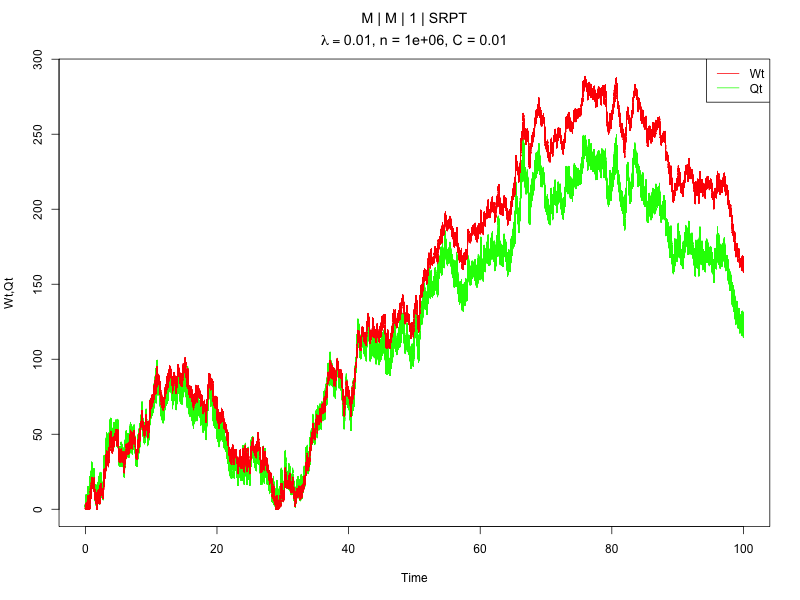 M | M | 1 | SRPT
λ = 0.01, n = 1e+06, C = 0.01
Wt
Qt
Wt,Qt
300
250
200
150
100
50
0
0 20 40 60 80 100
Time